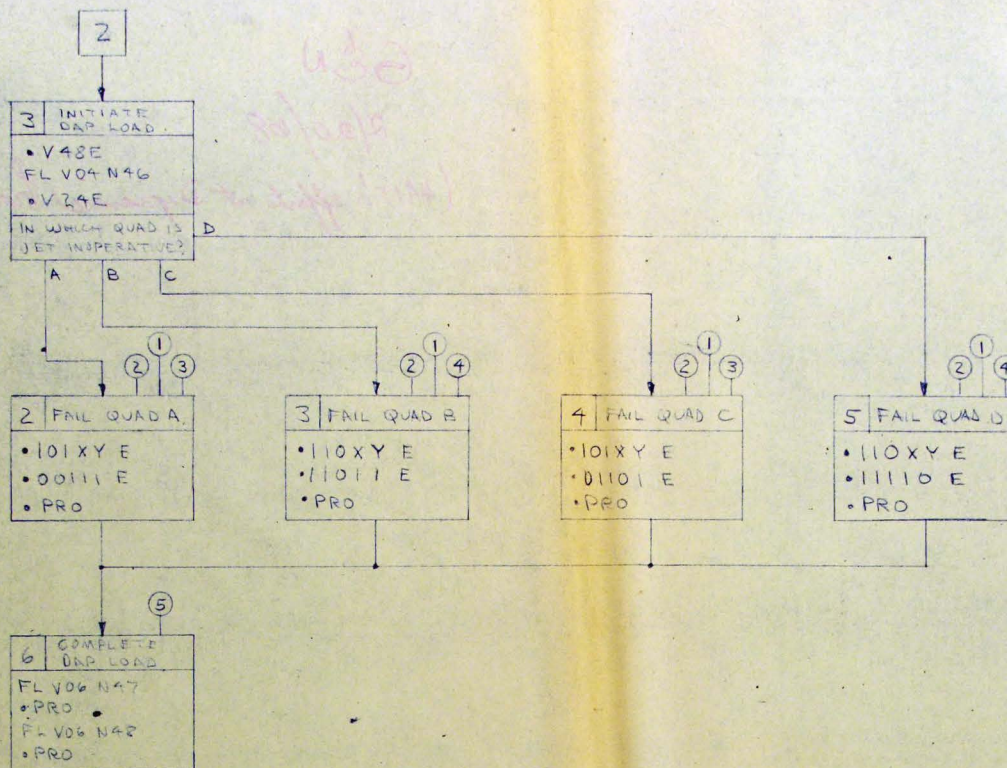 2
3 INITIATE
DAP LOAD
• V48E
FL V04 N46
• V24E
IN WHICH QUAD IS
JET INOPERATIVE?
D
A B C
2 1 3
2 1 4
2 1 3
2 1 4
2 FAIL QUAD A
• 101XY E
• 00111 E
• PRO
3 FAIL QUAD B
• 110XY E
• 11011 E
• PRO
4 FAIL QUAD C
• 101XY E
• 01101 E
• PRO
5 FAIL QUAD D
• 110XY E
• 11110 E
• PRO
5
6 COMPLETE
DAP LOAD
FL V06 N47
• PRO
FL V06 N48
• PRO